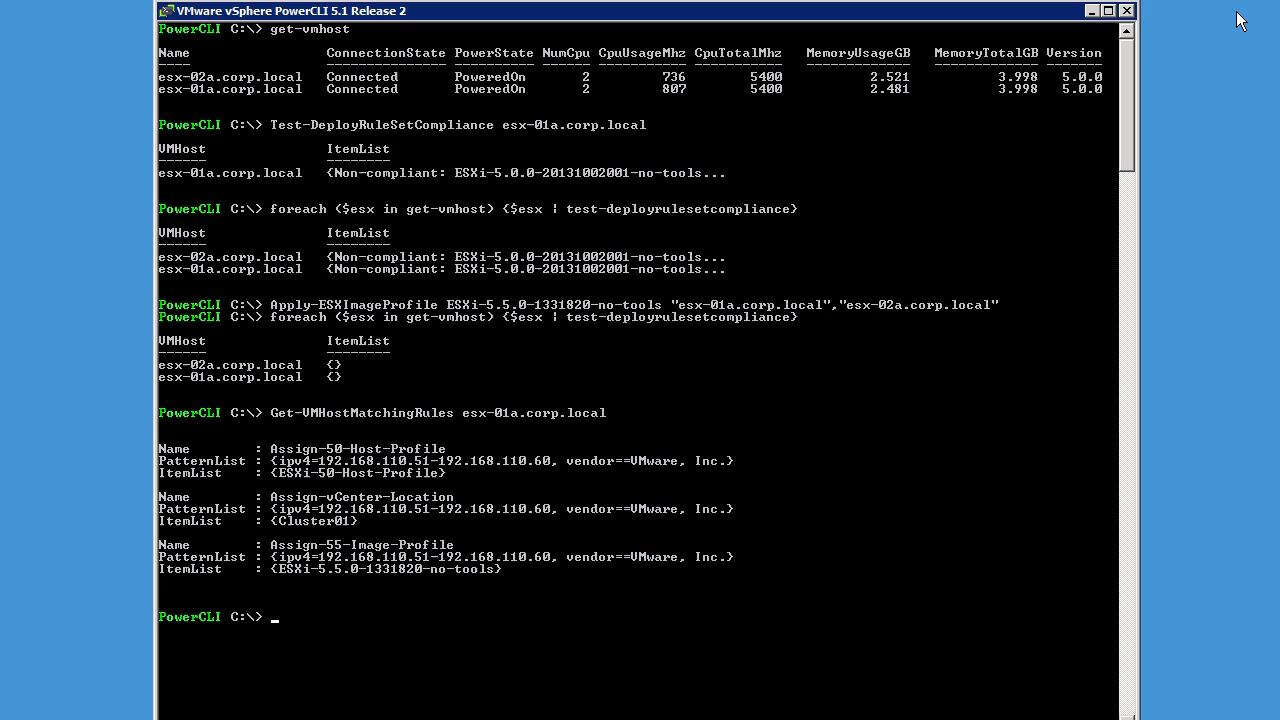 VMware vSphere PowerCLI 5.1 Release 2
PowerCLI C:\> get-vmhost
Name ConnectionState PowerState NumCpu CpuUsageMhz CpuTotalMhz MemoryUsageGB MemoryTotalGB Version
---- --------------- ---------- ------ ----------- ----------- ------------- ------------- -------
esx-02a.corp.local Connected PoweredOn 2 736 5400 2.521 3.998 5.0.0
esx-01a.corp.local Connected PoweredOn 2 807 5400 2.481 3.998 5.0.0
PowerCLI C:\> Test-DeployRuleSetCompliance esx-01a.corp.local
VMHost ItemList
------ --------
esx-01a.corp.local {Non-compliant: ESXi-5.0.0-20131002001-no-tools...
PowerCLI C:\> foreach ($esx in get-vmhost) {$esx | test-deployrulesetcompliance}
VMHost ItemList
------ --------
esx-02a.corp.local {Non-compliant: ESXi-5.0.0-20131002001-no-tools...
esx-01a.corp.local {Non-compliant: ESXi-5.0.0-20131002001-no-tools...
PowerCLI C:\> Apply-ESXImageProfile ESXi-5.5.0-1331820-no-tools "esx-01a.corp.local","esx-02a.corp.local"
PowerCLI C:\> foreach ($esx in get-vmhost) {$esx | test-deployrulesetcompliance}
VMHost ItemList
------ --------
esx-02a.corp.local {}
esx-01a.corp.local {}
PowerCLI C:\> Get-VMHostMatchingRules esx-01a.corp.local
Name : Assign-50-Host-Profile
PatternList : {ipv4=192.168.110.51-192.168.110.60, vendor==VMware, Inc.}
ItemList : {ESXi-50-Host-Profile}
Name : Assign-vCenter-Location
PatternList : {ipv4=192.168.110.51-192.168.110.60, vendor==VMware, Inc.}
ItemList : {Cluster01}
Name : Assign-55-Image-Profile
PatternList : {ipv4=192.168.110.51-192.168.110.60, vendor==VMware, Inc.}
ItemList : {ESXi-5.5.0-1331820-no-tools}
PowerCLI C:\> _